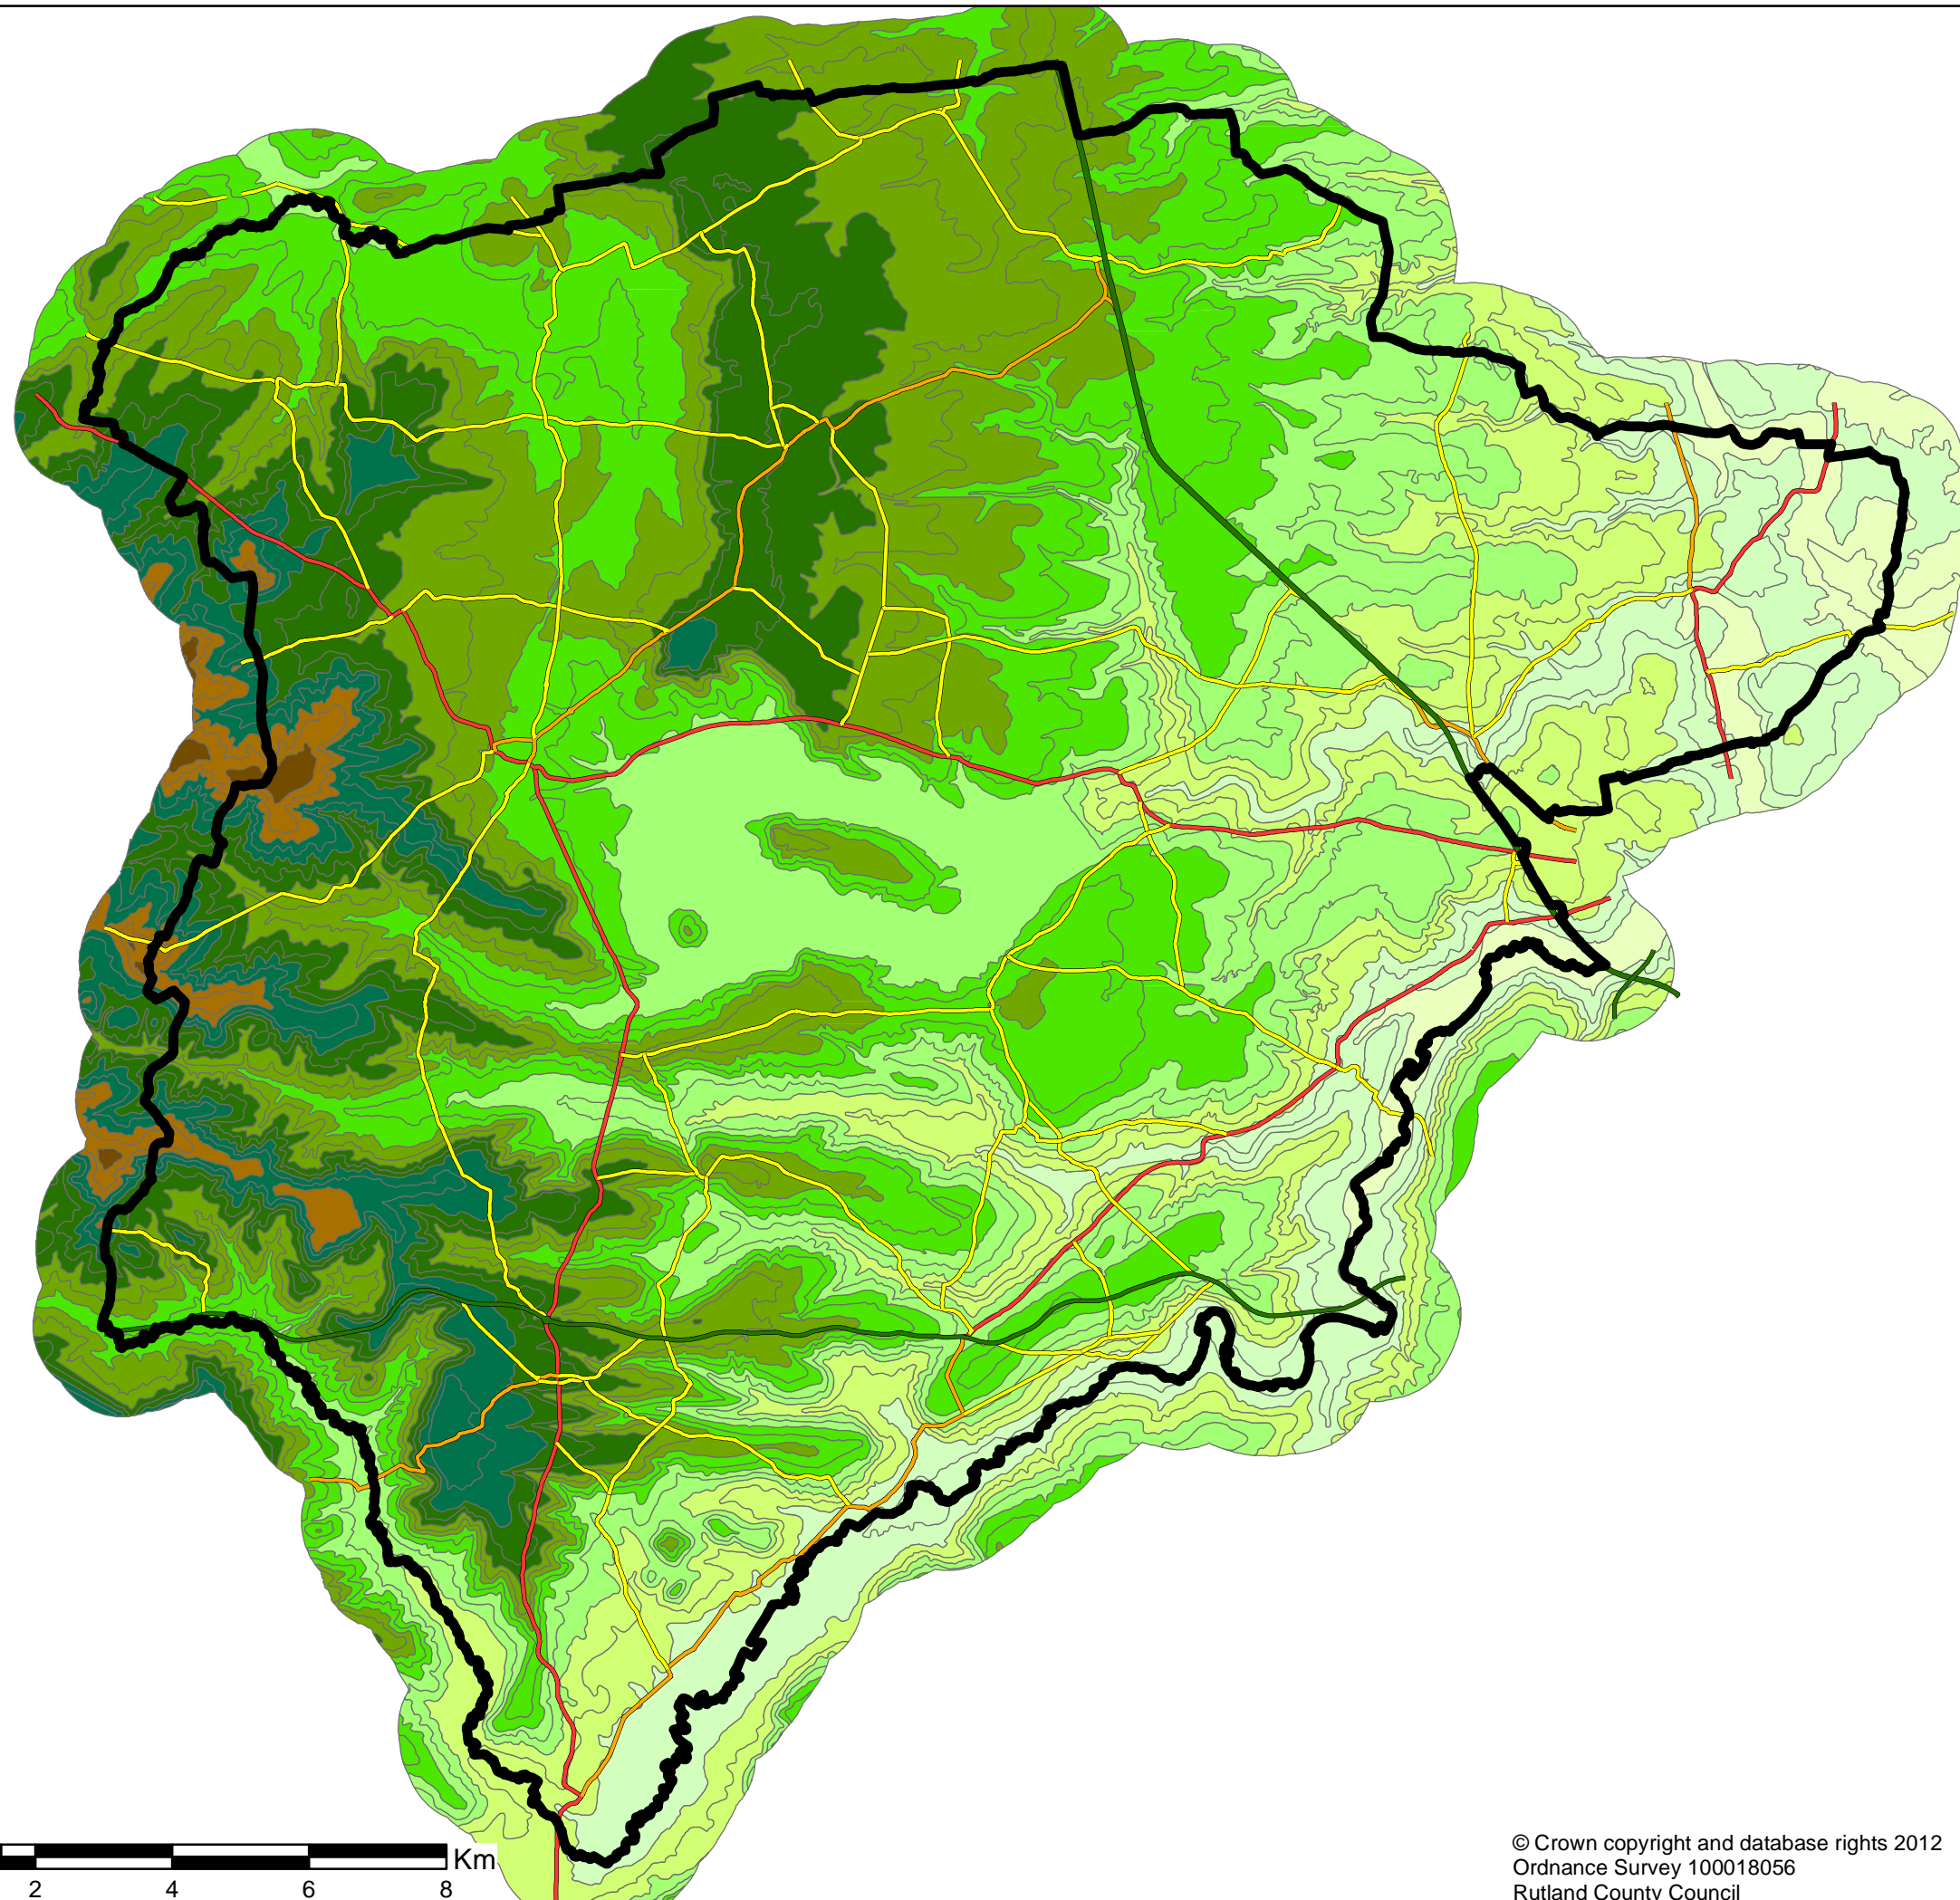 Km
2 4 6 8
© Crown copyright and database rights 2012
Ordnance Survey 100018056
Rutland County Council